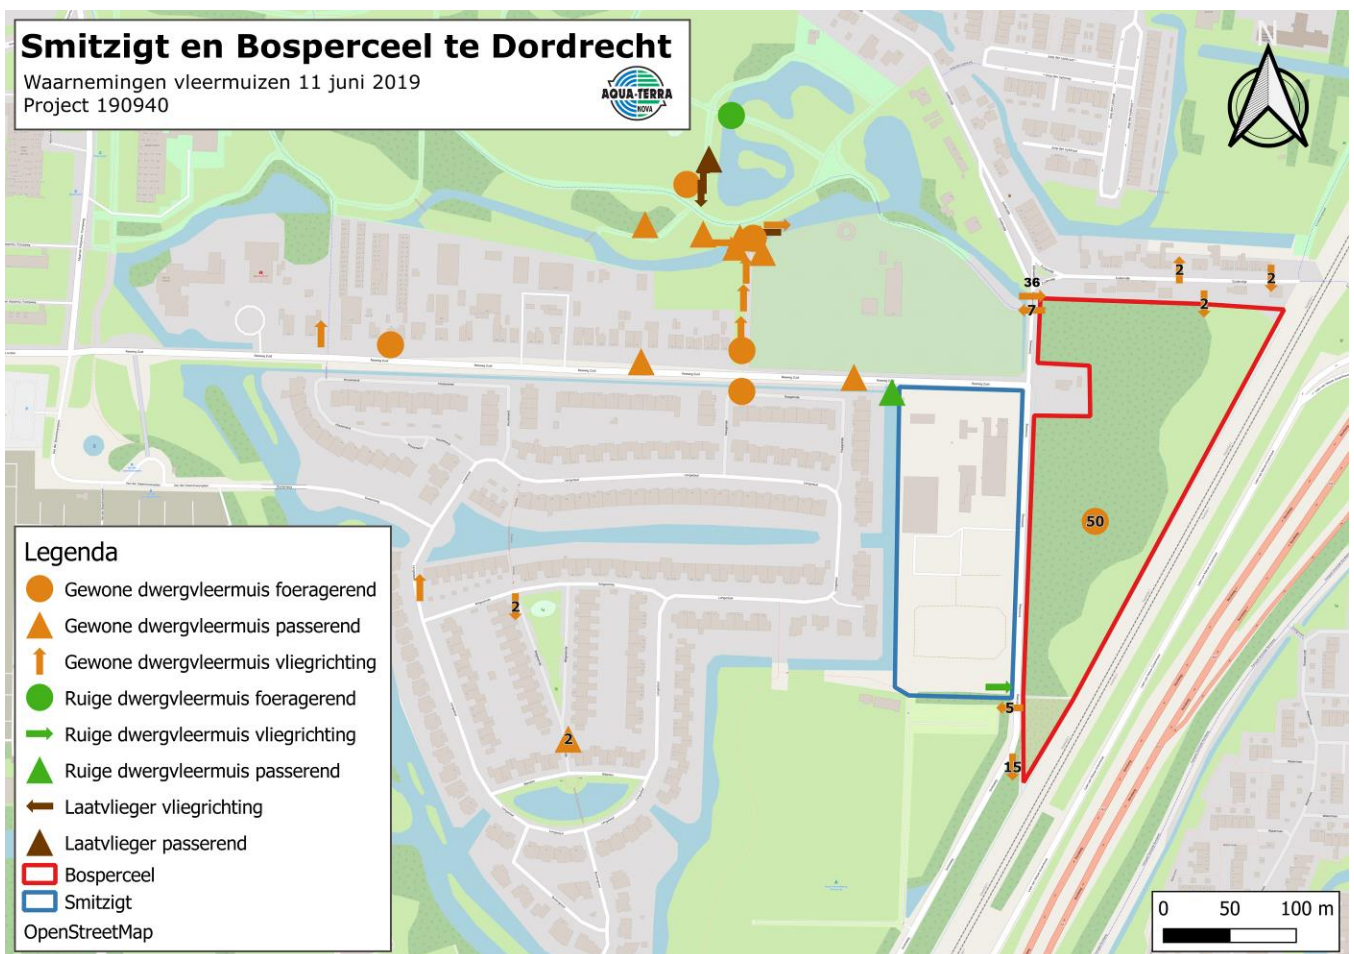 Smitzigt en Bosperceel te Dordrecht
Waarnemingen vleermuizen 11 juni 2019
Project 190940
AQUA-TERRA
NOVA
N
36
7
2
2
2
50
5
15
2
2
Legenda
Gewone dwergvleermuis foeragerend
Gewone dwergvleermuis passerend
Gewone dwergvleermuis vliegrichting
Ruige dwergvleermuis foeragerend
Ruige dwergvleermuis vliegrichting
Ruige dwergvleermuis passerend
Laatvlieger vliegrichting
Laatvlieger passerend
Bosperceel
Smitzigt
OpenStreetMap
0 50 100 m